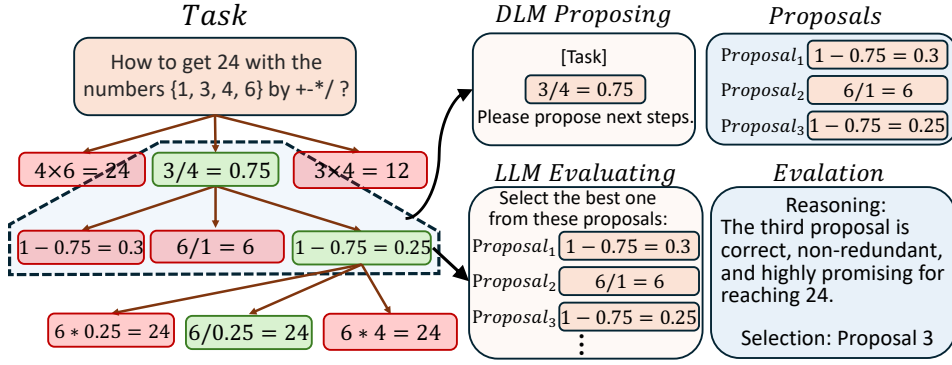 Task
How to get 24 with the
numbers {1, 3, 4, 6} by +-*/ ?
4×6 = 24
3/4 = 0.75
3×4 = 12
1 − 0.75 = 0.3
6/1 = 6
1 − 0.75 = 0.25
6 ∗ 0.25 = 24
6/0.25 = 24
6 ∗ 4 = 24
DLM Proposing
[Task]
3/4 = 0.75
Please propose next steps.
Proposals
Proposal₁ 1 − 0.75 = 0.3
Proposal₂ 6/1 = 6
Proposal₃ 1 − 0.75 = 0.25
LLM Evaluating
Select the best one
from these proposals:
Proposal₁ 1 − 0.75 = 0.3
Proposal₂ 6/1 = 6
Proposal₃ 1 − 0.75 = 0.25
⋮
Evalation
Reasoning:
The third proposal is
correct, non-redundant,
and highly promising for
reaching 24.
Selection: Proposal 3